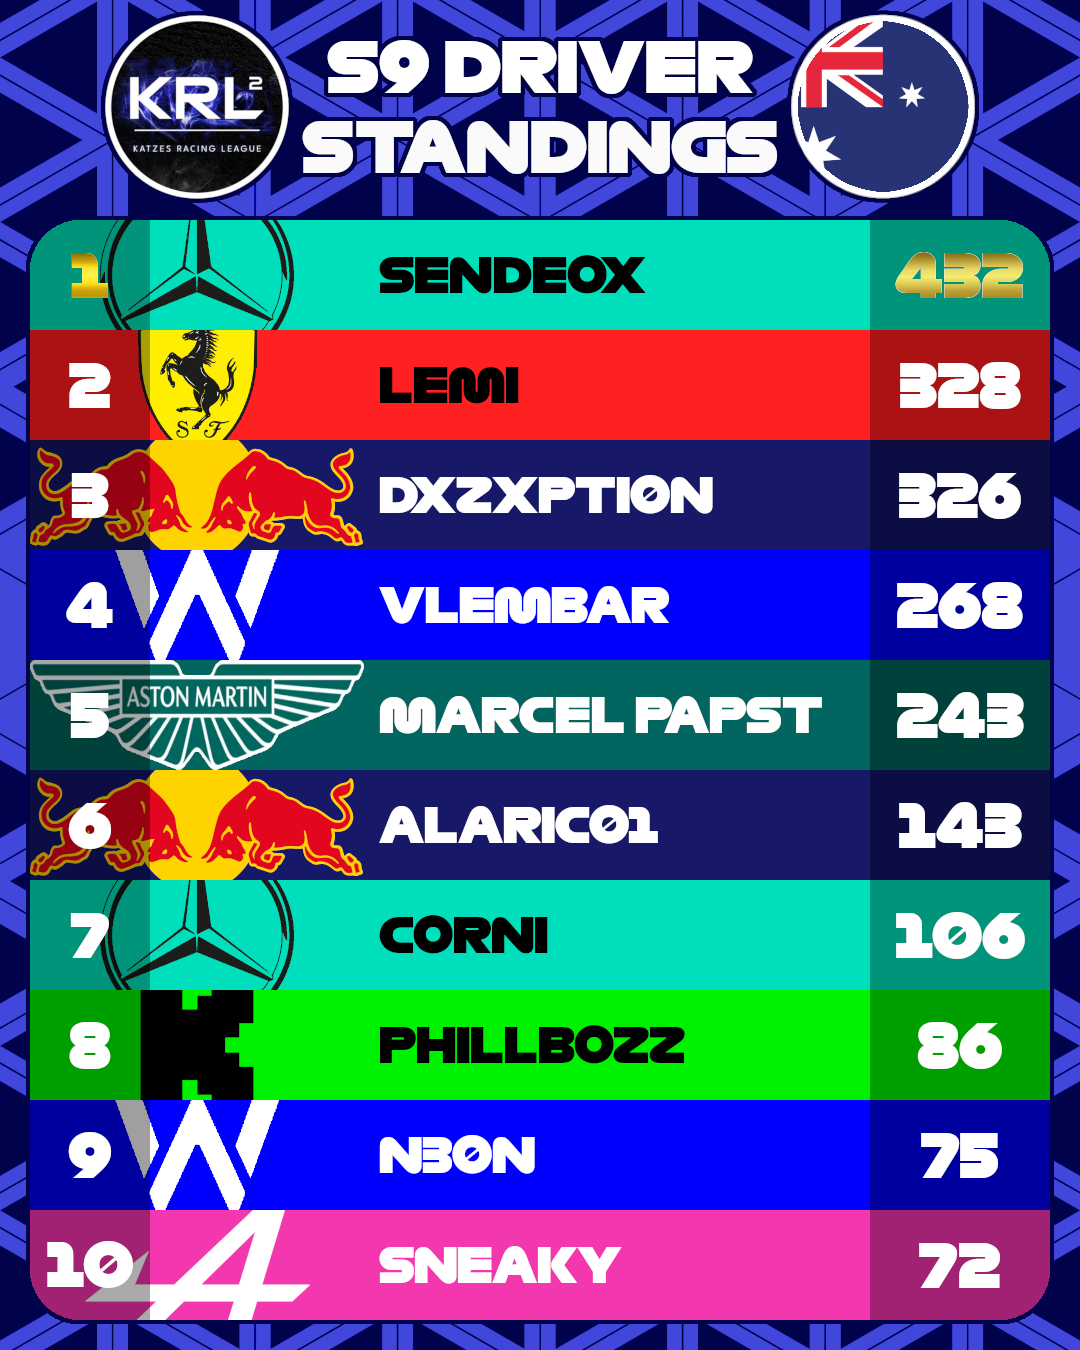 KRL²
KATZES RACING LEAGUE
S9 DRIVER
STANDINGS
1 SENDEOX 432
2 S F LEMI 328
3 DXZXPTI0N 326
4 VLEMBAR 268
5 ASTON MARTIN MARCEL PAPST 243
6 ALARIC01 143
7 CORNI 106
8 PHILLBOZZ 86
9 N30N 75
10 SNEAKY 72